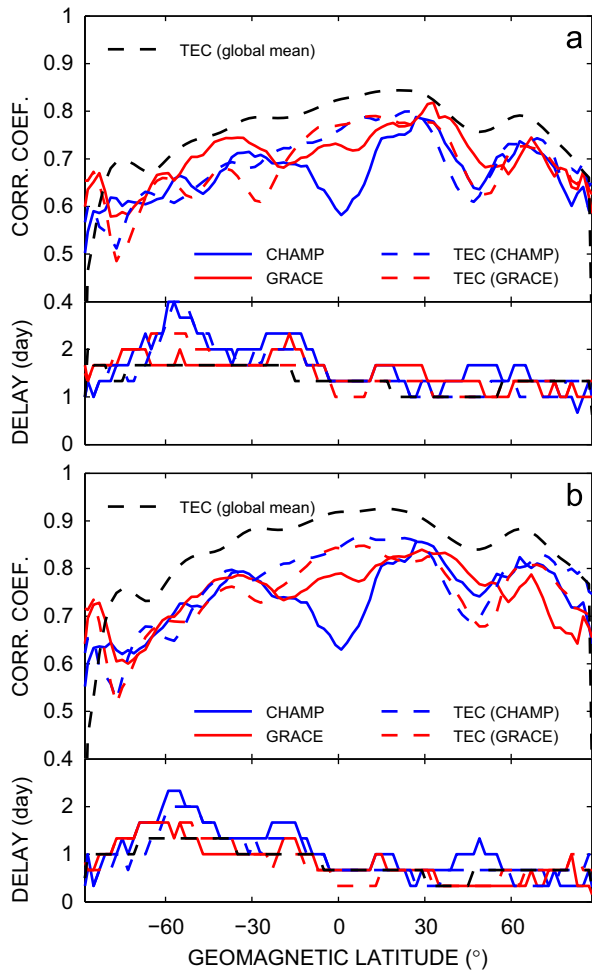 1
a
TEC (global mean)
0.9
0.8
CORR. COEF.
0.7
0.6
CHAMP
TEC (CHAMP)
0.5
GRACE
TEC (GRACE)
0.4
DELAY (day)
2
1
0
1
b
TEC (global mean)
0.9
0.8
CORR. COEF.
0.7
0.6
CHAMP
TEC (CHAMP)
0.5
GRACE
TEC (GRACE)
0.4
DELAY (day)
2
1
0
−60 −30 0 30 60
GEOMAGNETIC LATITUDE (°)